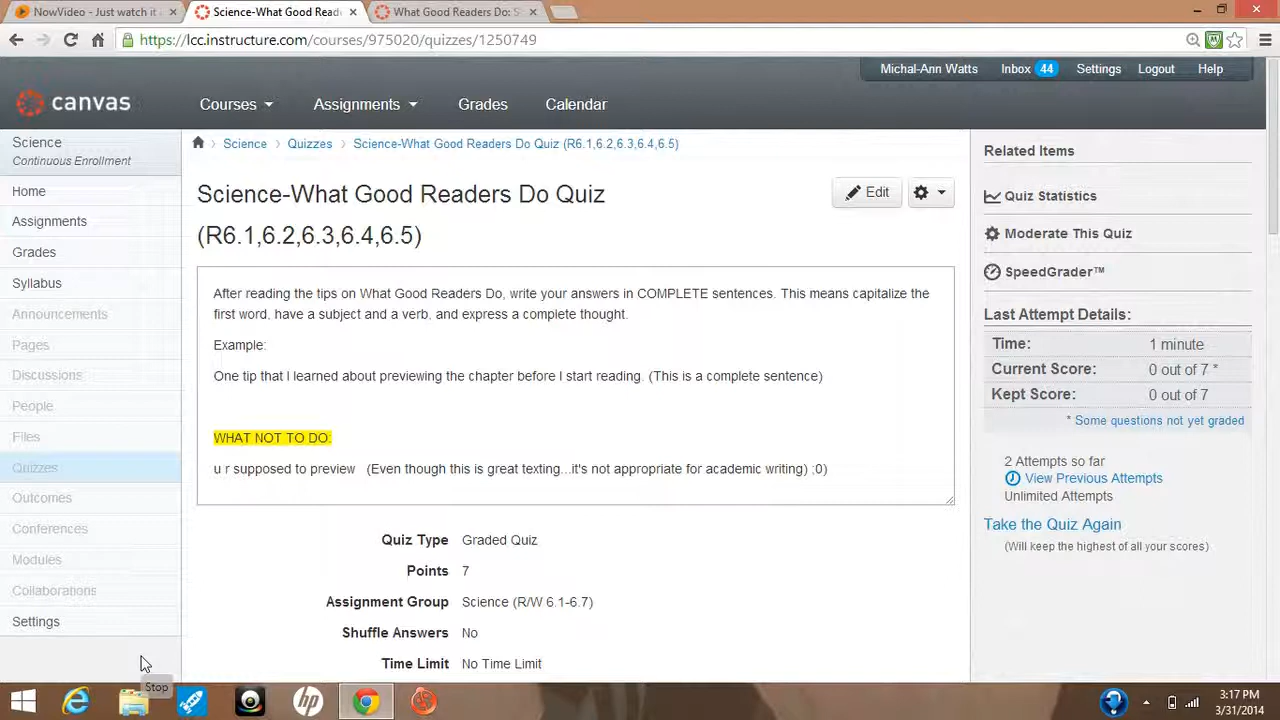 NowVideo - Just watch it
Science-What Good Read
What Good Readers Do: S
https://lcc.instructure.com/courses/975020/quizzes/1250749
Michal-Ann Watts Inbox 44 Settings Logout Help
canvas
Courses Assignments Grades Calendar
Science
Continuous Enrollment
Home
Assignments
Grades
Syllabus
Announcements
Pages
Discussions
People
Files
Quizzes
Outcomes
Conferences
Modules
Collaborations
Settings
Stop
Science > Quizzes > Science-What Good Readers Do Quiz (R6.1,6.2,6.3,6.4,6.5)
Science-What Good Readers Do Quiz
(R6.1,6.2,6.3,6.4,6.5)
Edit
After reading the tips on What Good Readers Do, write your answers in COMPLETE sentences. This means capitalize the
first word, have a subject and a verb, and express a complete thought.
Example:
One tip that I learned about previewing the chapter before I start reading. (This is a complete sentence)
WHAT NOT TO DO:
u r supposed to preview (Even though this is great texting...it's not appropriate for academic writing) ;0)
Quiz Type Graded Quiz
Points 7
Assignment Group Science (R/W 6.1-6.7)
Shuffle Answers No
Time Limit No Time Limit
Related Items
Quiz Statistics
Moderate This Quiz
SpeedGrader™
Last Attempt Details:
Time: 1 minute
Current Score: 0 out of 7 *
Kept Score: 0 out of 7
* Some questions not yet graded
2 Attempts so far
View Previous Attempts
Unlimited Attempts
Take the Quiz Again
(Will keep the highest of all your scores)
hp
3:17 PM
3/31/2014